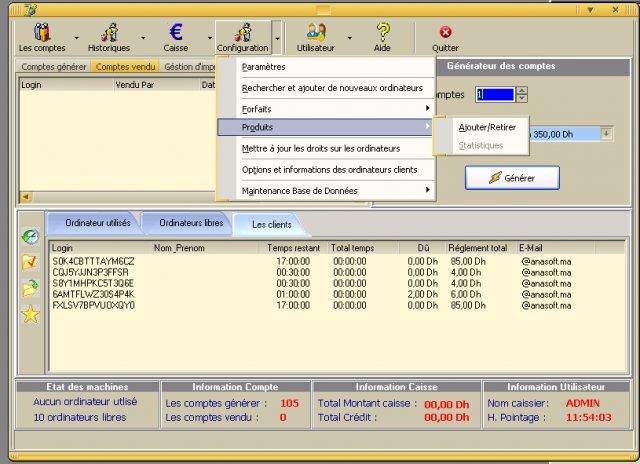 Les comptes
Historiques
€
Caisse
Configuration
Utilisateur
?
Aide
Quitter
Comptes générer
Comptes vendu
Gestion d'imp
Login
Vendu Par
Dat
Paramètres
Rechercher et ajouter de nouveaux ordinateurs
Forfaits
Produits
Mettre à jour les droits sur les ordinateurs
Options et informations des ordinateurs clients
Maintenance Base de Données
Ajouter/Retirer
Statistiques
Générateur des comptes
omptes
1
350,00 Dh
Générer
Ordinateur utilisés
Ordinateurs libres
Les clients
Login Nom_Prenom Temps restant Total temps Dû Réglement total E-Mail
S0K4CBTTTAYM6CZ 17:00:00 00:00:00 0,00 Dh 85,00 Dh @anasoft.ma
CQJ5YJJN3P3FFSR 00:30:00 00:00:00 0,00 Dh 4,00 Dh @anasoft.ma
S8Y1MHPKC5T3Q6E 00:30:00 00:00:00 0,00 Dh 4,00 Dh @anasoft.ma
6AMTFLWZ30S4P4K 01:00:00 00:00:00 2,00 Dh 6,00 Dh @anasoft.ma
FXLSV7BPVUOXQY0 17:00:00 00:00:00 0,00 Dh 85,00 Dh @anasoft.ma
Etat des machines
Aucun ordinateur utlisé
10 ordinateurs libres
Information Compte
Les comptes générer : 105
Les comptes vendu : 0
Information Caisse
Total Montant caisse : 00,00 Dh
Total Crédit : 00,00 Dh
Information Utilisateur
Nom caissier: ADMIN
H. Pointage : 11:54:03